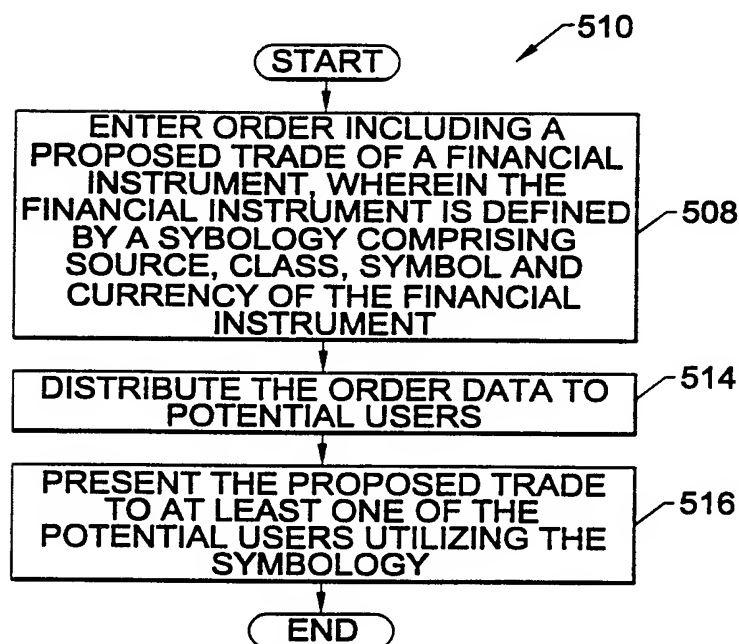 510
START
ENTER ORDER INCLUDING A
PROPOSED TRADE OF A FINANCIAL
INSTRUMENT, WHEREIN THE
FINANCIAL INSTRUMENT IS DEFINED
BY A SYBOLOGY COMPRISING
SOURCE, CLASS, SYMBOL AND
CURRENCY OF THE FINANCIAL
INSTRUMENT
508
DISTRIBUTE THE ORDER DATA TO
POTENTIAL USERS
514
PRESENT THE PROPOSED TRADE
TO AT LEAST ONE OF THE
POTENTIAL USERS UTILIZING THE
SYMBOLOGY
516
END